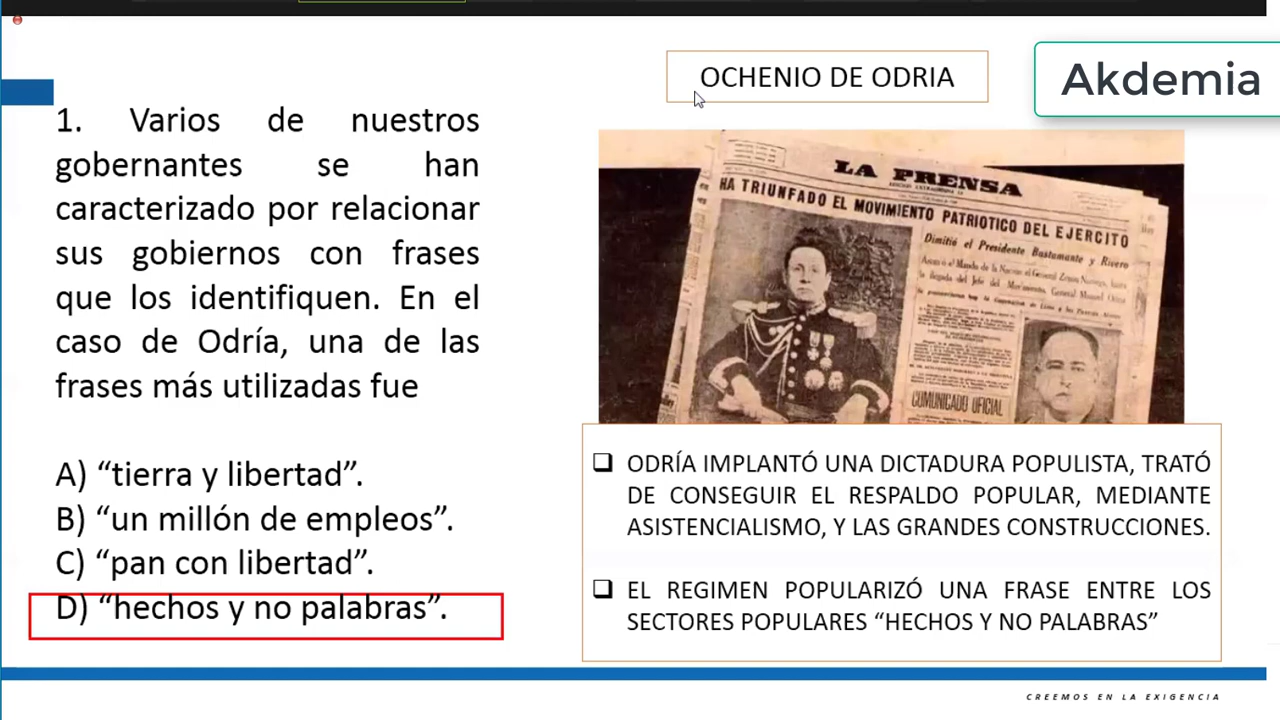 OCHENIO DE ODRIA
Akdemia
1. Varios de nuestros
gobernantes se han
caracterizado por relacionar
sus gobiernos con frases
que los identifiquen. En el
caso de Odría, una de las
frases más utilizadas fue
A) “tierra y libertad”.
B) “un millón de empleos”.
C) “pan con libertad”.
D) “hechos y no palabras”.
LA PRENSA
HA TRIUNFADO EL MOVIMIENTO PATRIOTICO DEL EJERCITO
Dimitió el Presidente Bustamante y Rivero
COMUNICADO OFICIAL
❑ ODRÍA IMPLANTÓ UNA DICTADURA POPULISTA, TRATÓ
DE CONSEGUIR EL RESPALDO POPULAR, MEDIANTE
ASISTENCIALISMO, Y LAS GRANDES CONSTRUCCIONES.
❑ EL REGIMEN POPULARIZÓ UNA FRASE ENTRE LOS
SECTORES POPULARES “HECHOS Y NO PALABRAS”
CREEMOS EN LA EXIGENCIA